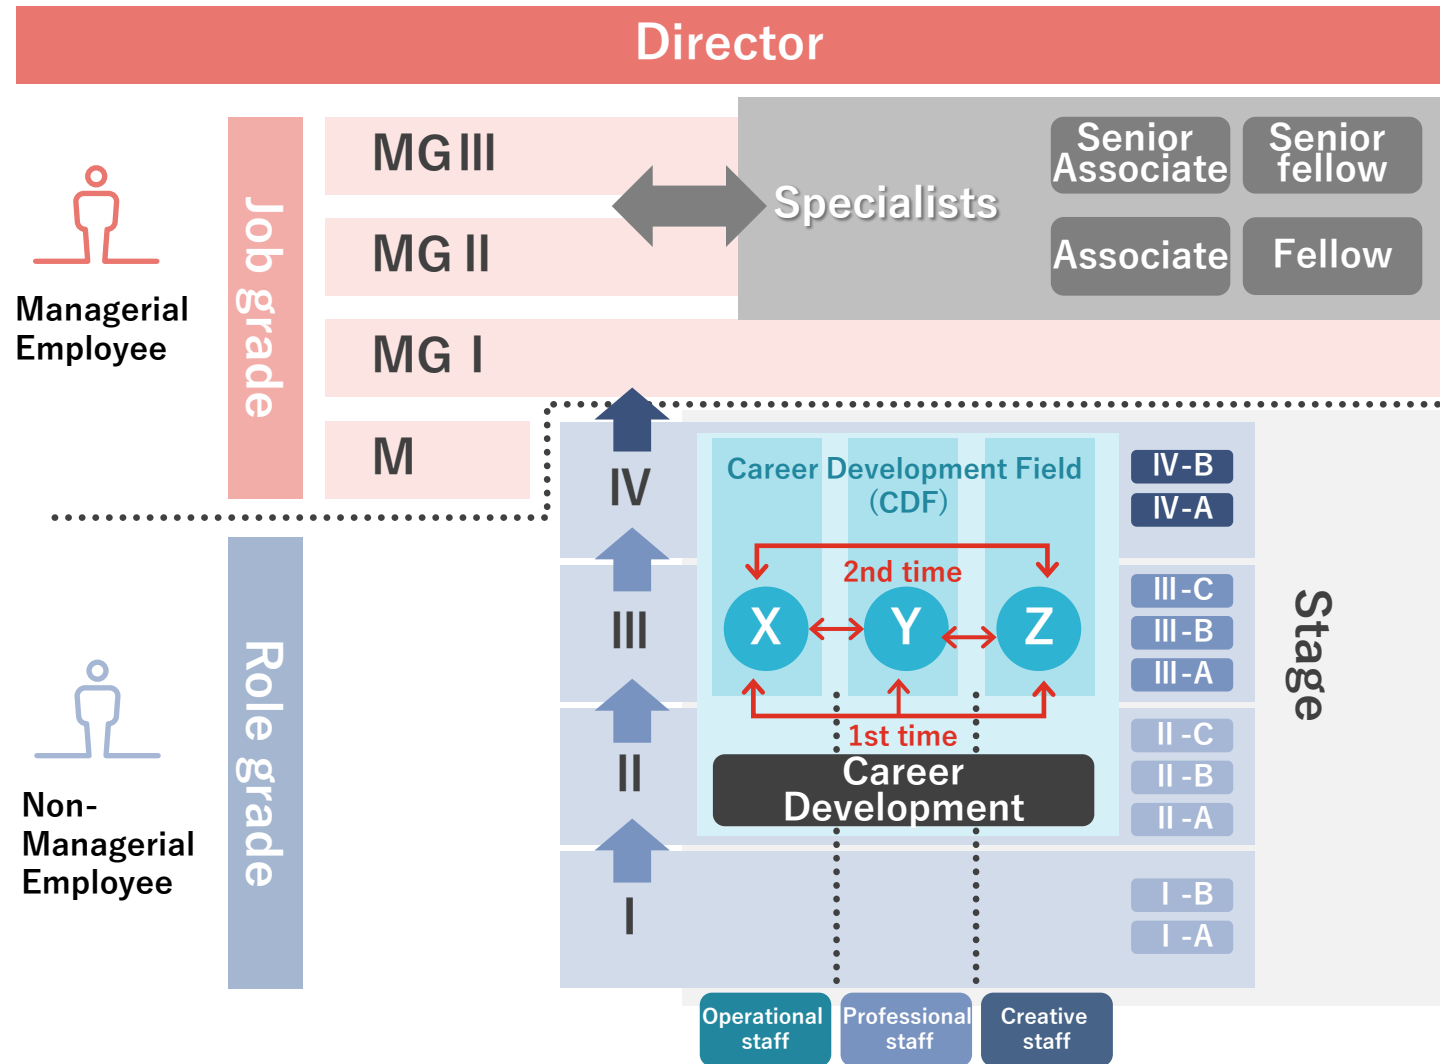 Director
Managerial
Employee
Job grade
MG III
MG II
MG I
M
Specialists
Senior
Associate
Senior
fellow
Associate
Fellow
Non-
Managerial
Employee
Role grade
IV
III
II
I
Career Development Field
(CDF)
2nd time
X
Y
Z
1st time
Career
Development
IV-B
IV-A
III-C
III-B
III-A
II-C
II-B
II-A
I-B
I-A
Stage
Operational
staff
Professional
staff
Creative
staff